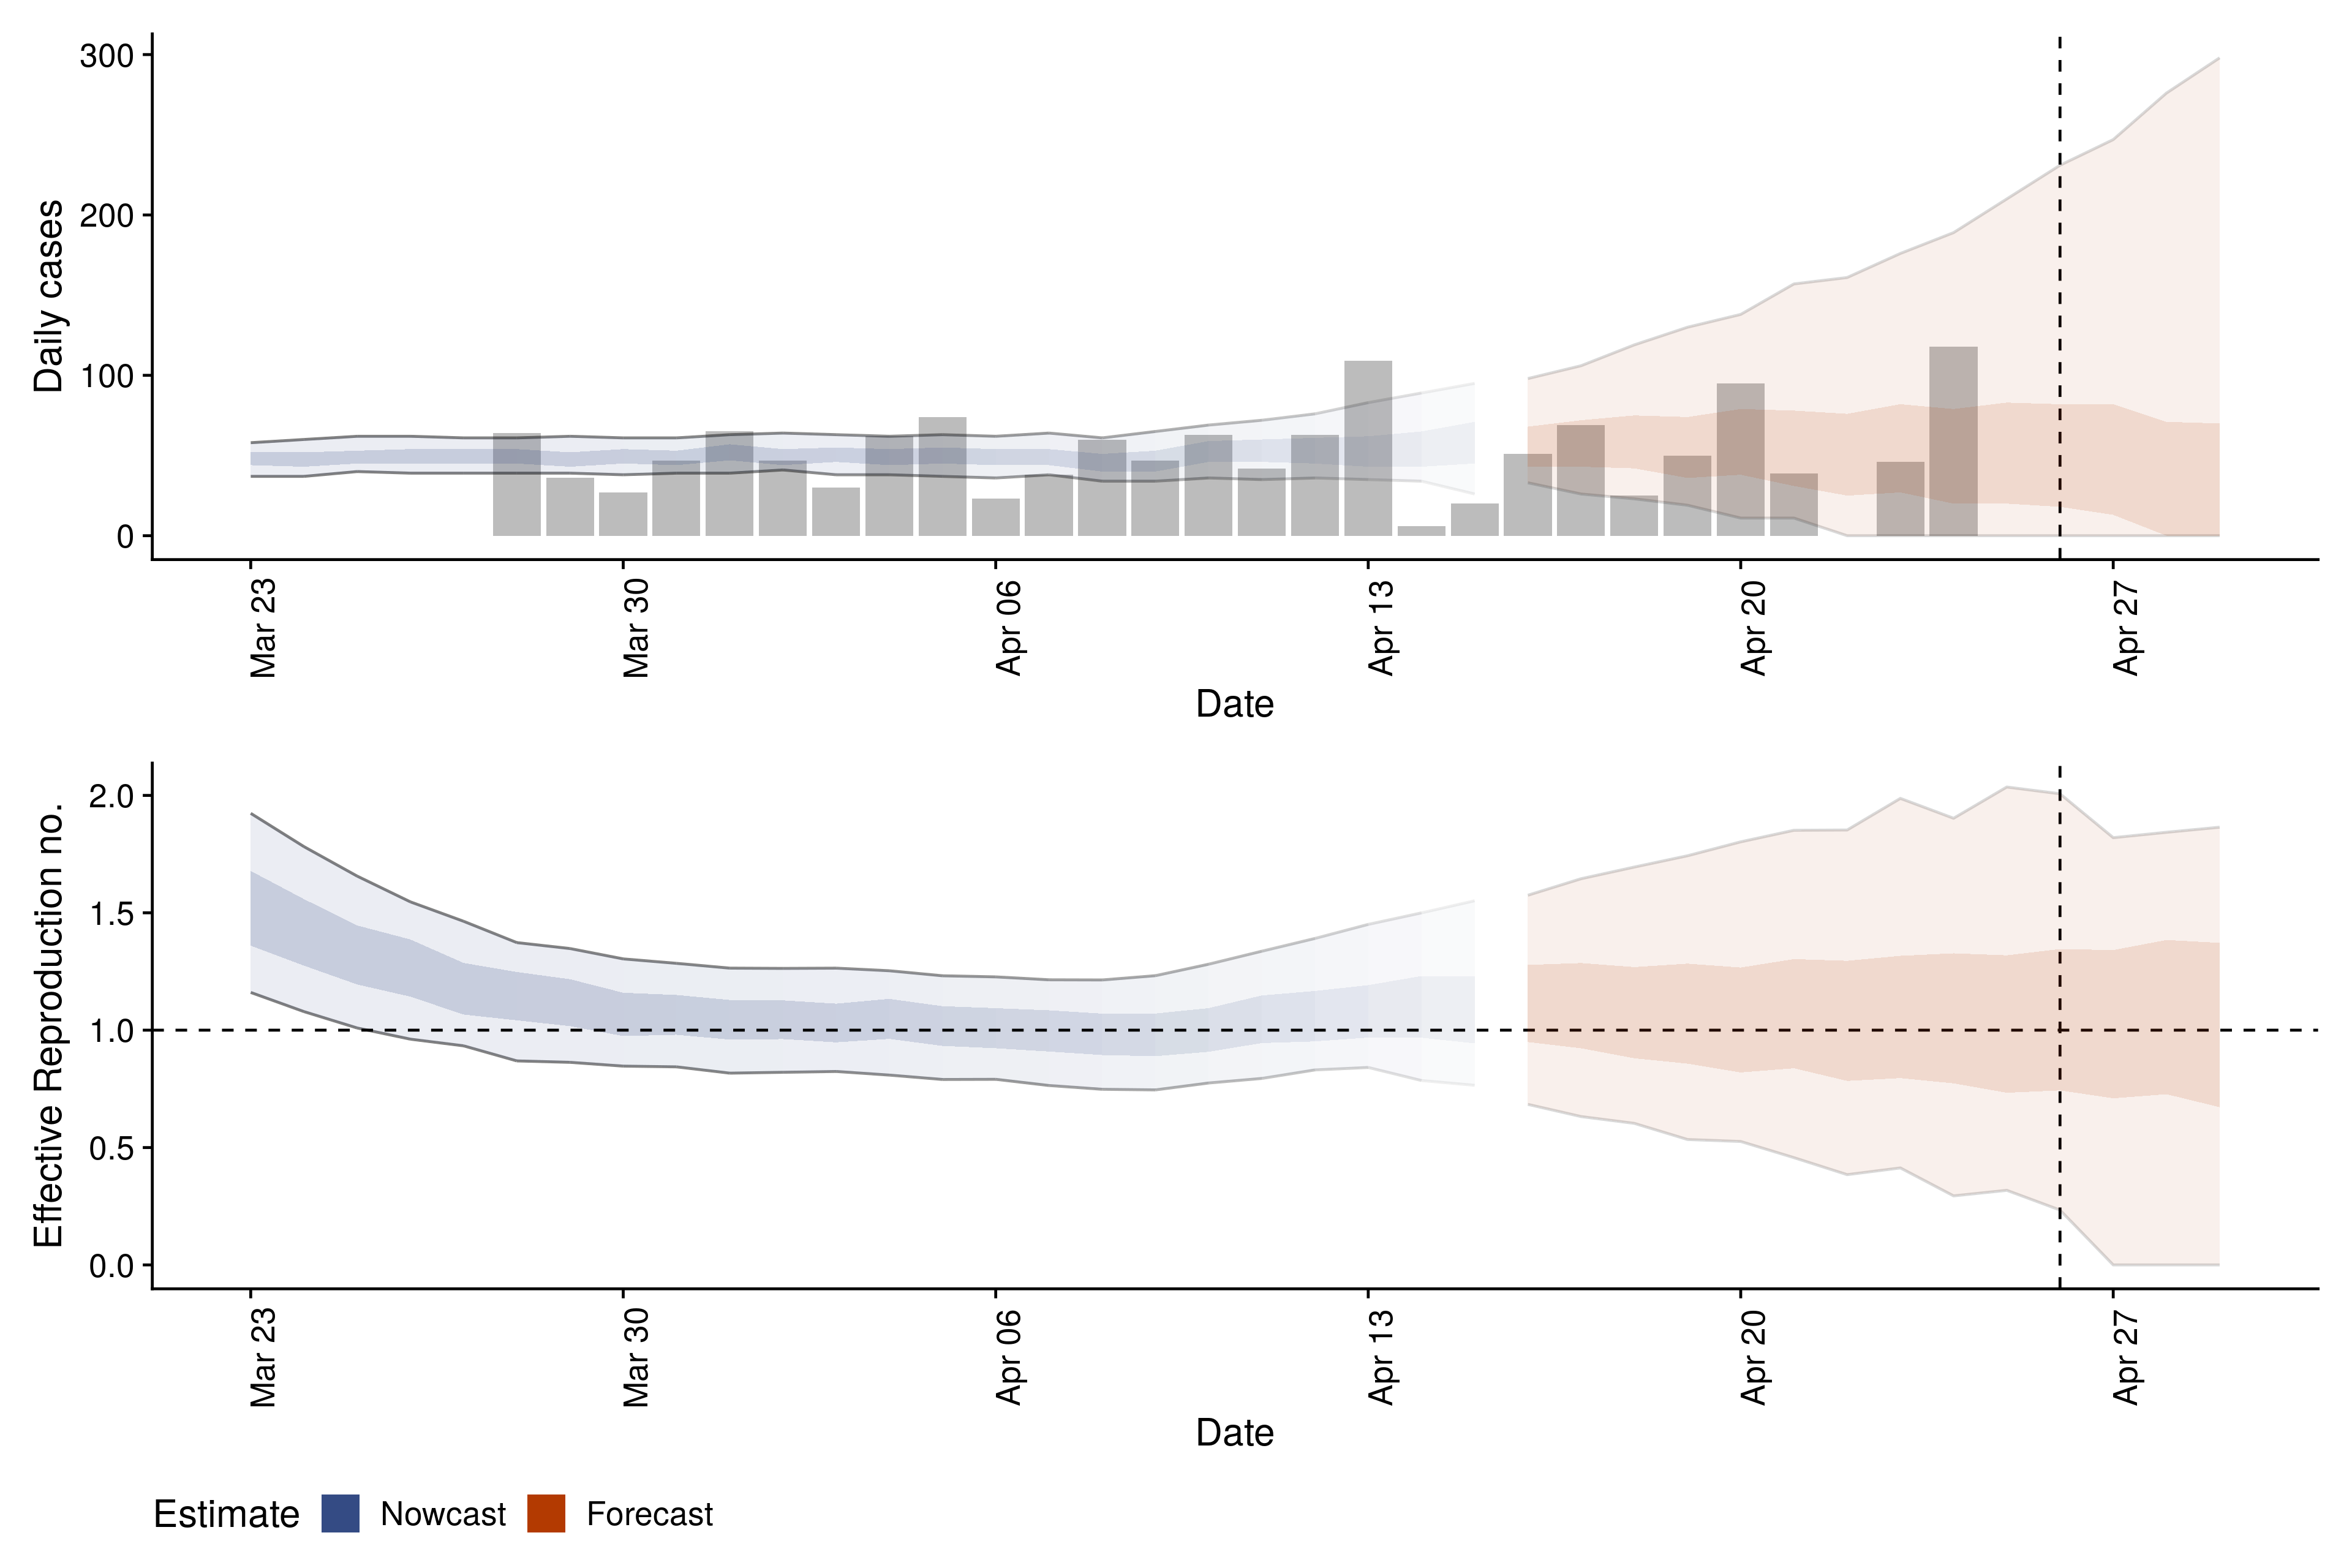 Daily cases
300
200
100
0
Mar 23
Mar 30
Apr 06
Apr 13
Apr 20
Apr 27
Date
Effective Reproduction no.
2.0
1.5
1.0
0.5
0.0
Mar 23
Mar 30
Apr 06
Apr 13
Apr 20
Apr 27
Date
Estimate Nowcast Forecast